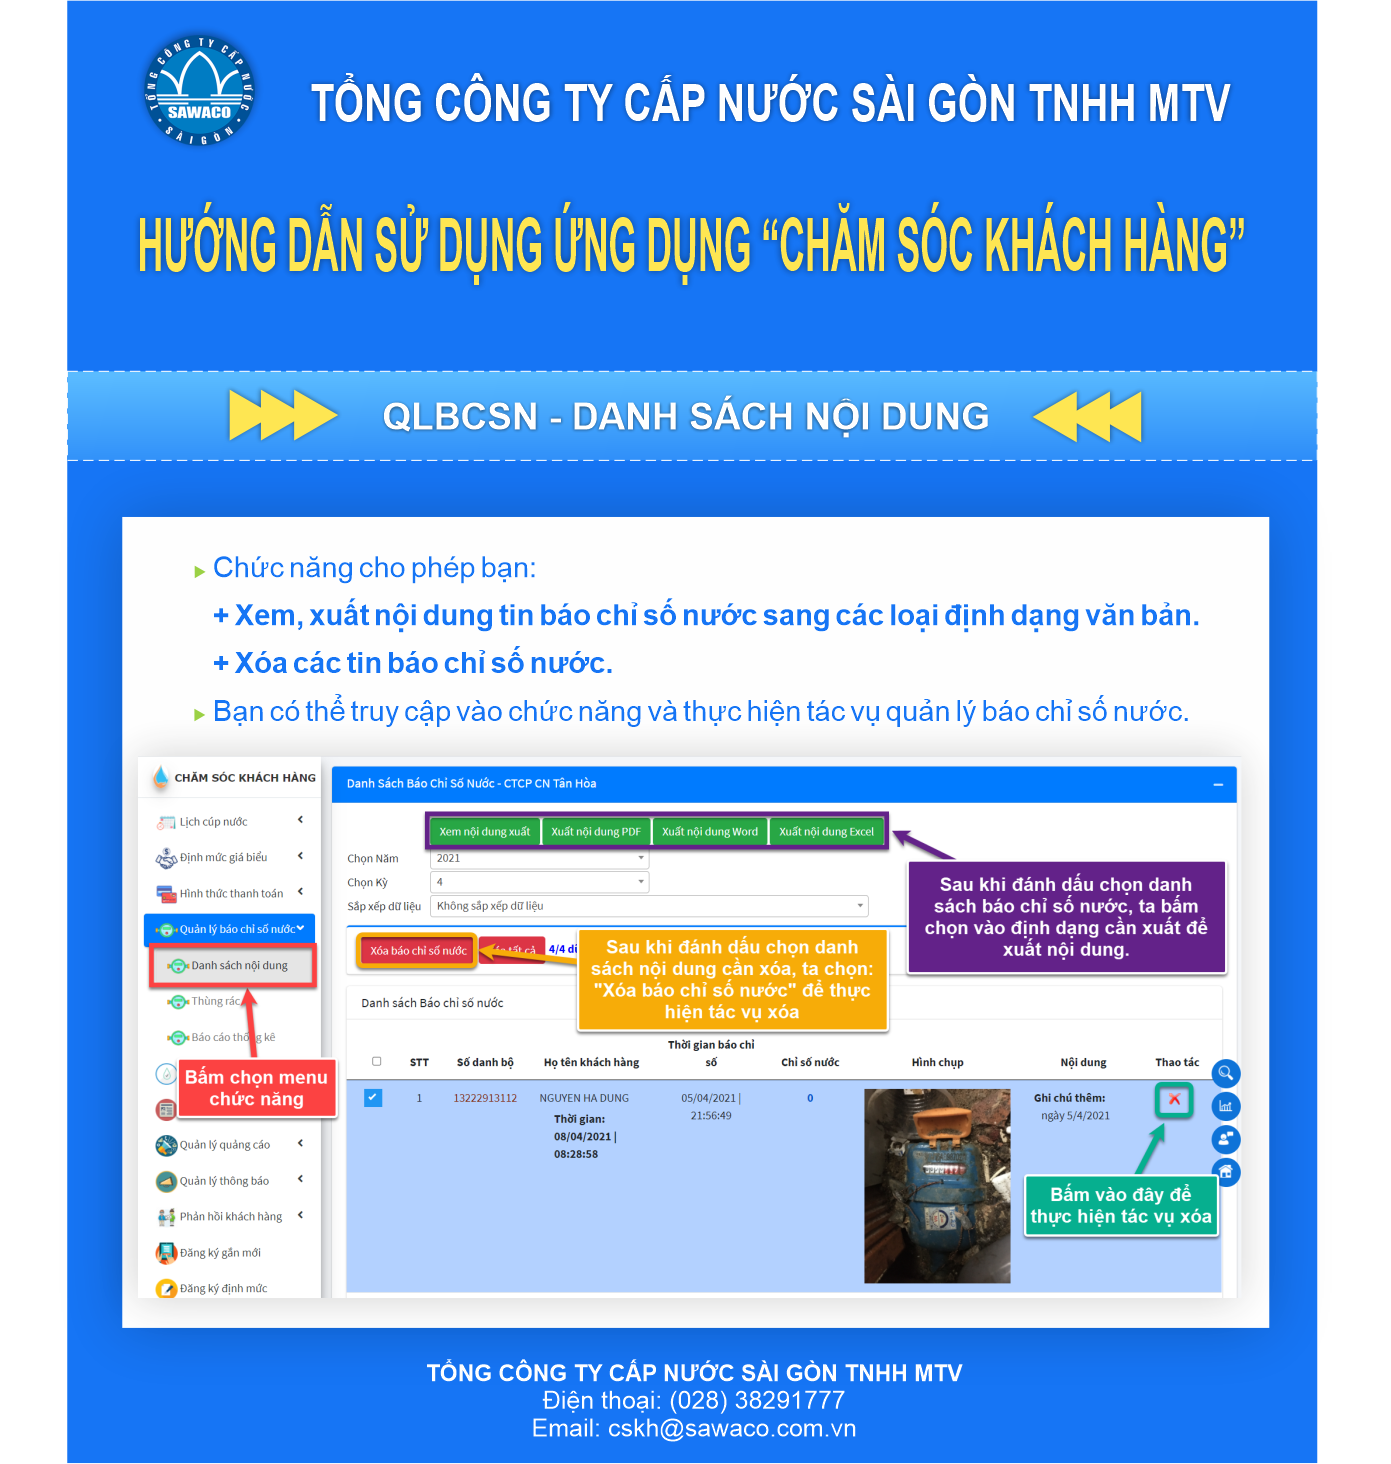 TỔNG CÔNG TY CẤP NƯỚC
SAWACO
SÀI GÒN
TỔNG CÔNG TY CẤP NƯỚC SÀI GÒN TNHH MTV
HƯỚNG DẪN SỬ DỤNG ỨNG DỤNG “CHĂM SÓC KHÁCH HÀNG”
QLBCSN - DANH SÁCH NỘI DUNG
Chức năng cho phép bạn:
+ Xem, xuất nội dung tin báo chỉ số nước sang các loại định dạng văn bản.
+ Xóa các tin báo chỉ số nước.
Bạn có thể truy cập vào chức năng và thực hiện tác vụ quản lý báo chỉ số nước.
CHĂM SÓC KHÁCH HÀNG
Lịch cúp nước
Định mức giá biểu
Hình thức thanh toán
Quản lý báo chỉ số nước
Danh sách nội dung
Thùng rác
Báo cáo thống kê
Bấm chọn menu
chức năng
Quản lý quảng cáo
Quản lý thông báo
Phản hồi khách hàng
Đăng ký gắn mới
Đăng ký định mức
Danh Sách Báo Chỉ Số Nước - CTCP CN Tân Hòa
Xem nội dung xuất Xuất nội dung PDF Xuất nội dung Word Xuất nội dung Excel
Chọn Năm 2021
Chọn Kỳ 4
Sắp xếp dữ liệu Không sắp xếp dữ liệu
Sau khi đánh dấu chọn danh
sách báo chỉ số nước, ta bấm
chọn vào định dạng cần xuất để
xuất nội dung.
Xóa báo chỉ số nước tất cả 4/4
Sau khi đánh dấu chọn danh
sách nội dung cần xóa, ta chọn:
"Xóa báo chỉ số nước" để thực
hiện tác vụ xóa
Danh sách Báo chỉ số nước
STT Số danh bộ Họ tên khách hàng Thời gian báo chỉ số Chỉ số nước Hình chụp Nội dung Thao tác
1 13222913112 NGUYEN HA DUNG 05/04/2021 | 0 Ghi chú thêm:
21:56:49 ngày 5/4/2021
Thời gian:
08/04/2021 |
08:28:58
Bấm vào đây để
thực hiện tác vụ xóa
TỔNG CÔNG TY CẤP NƯỚC SÀI GÒN TNHH MTV
Điện thoại: (028) 38291777
Email: cskh@sawaco.com.vn